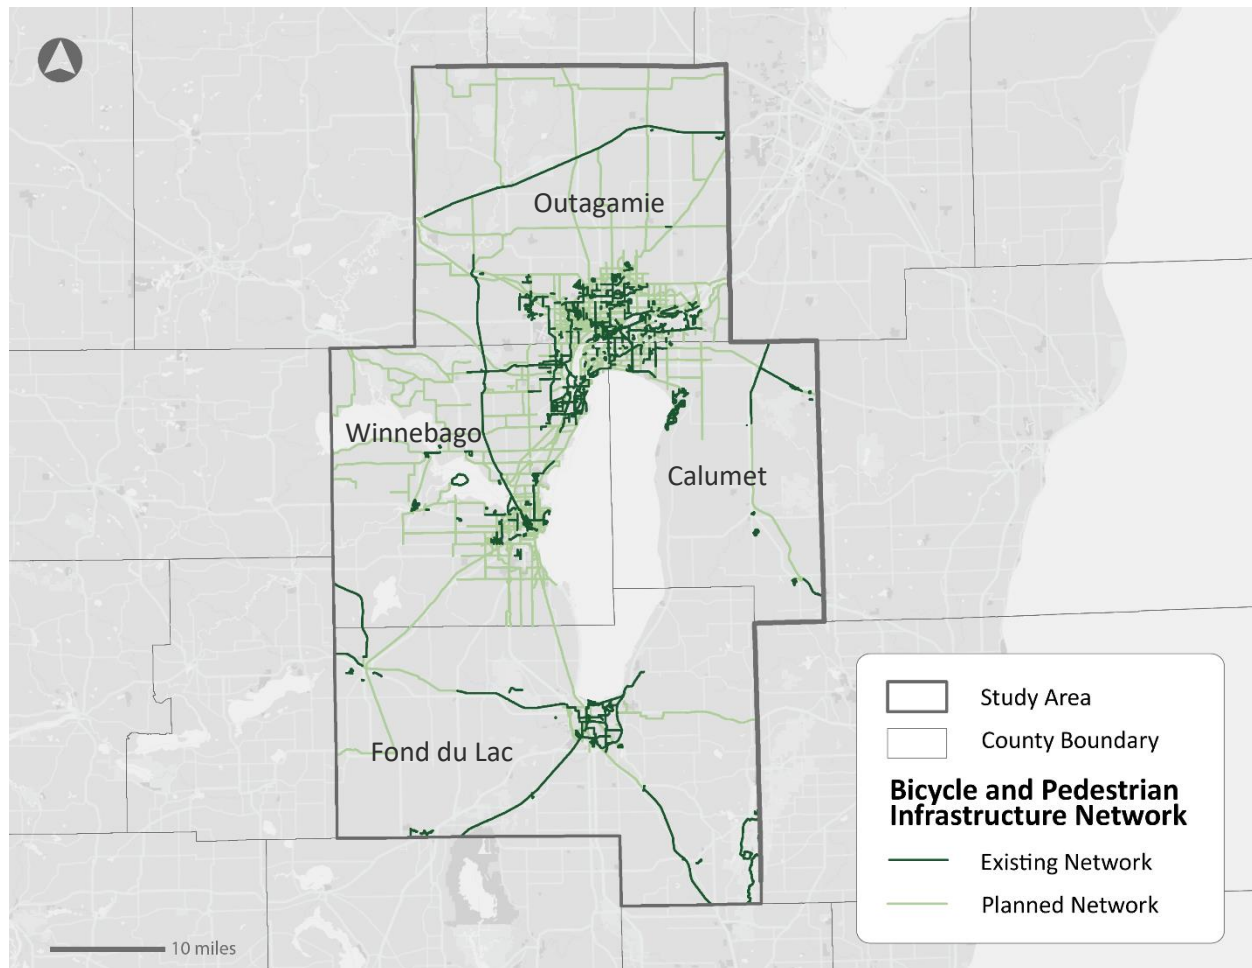 Outagamie
Winnebago
Calumet
Fond du Lac
Study Area
County Boundary
Bicycle and Pedestrian
Infrastructure Network
Existing Network
Planned Network
10 miles